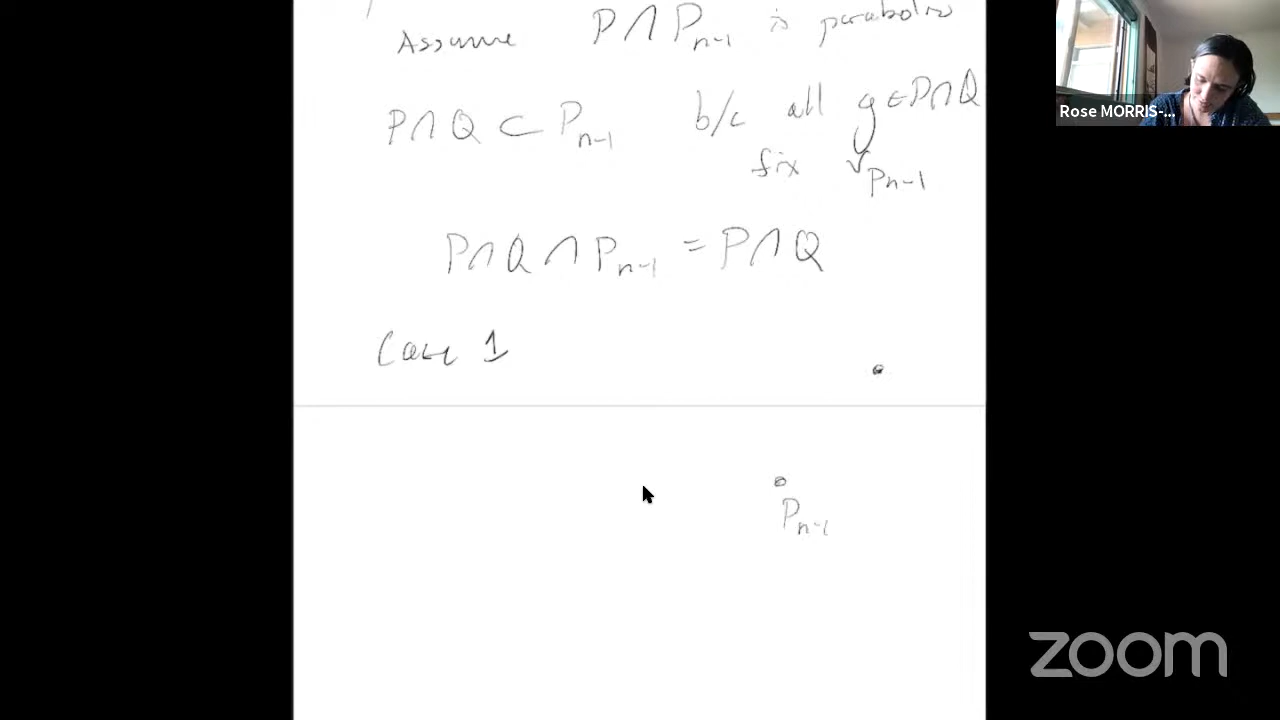 Assume P∩P_{n-1} is parabolic
P∩Q ⊂ P_{n-1} b/c all g∈P∩Q
fix v_{P_{n-1}}
P∩Q∩P_{n-1} = P∩Q
Case 1
P_{n-1}
Rose MORRIS-...
zoom